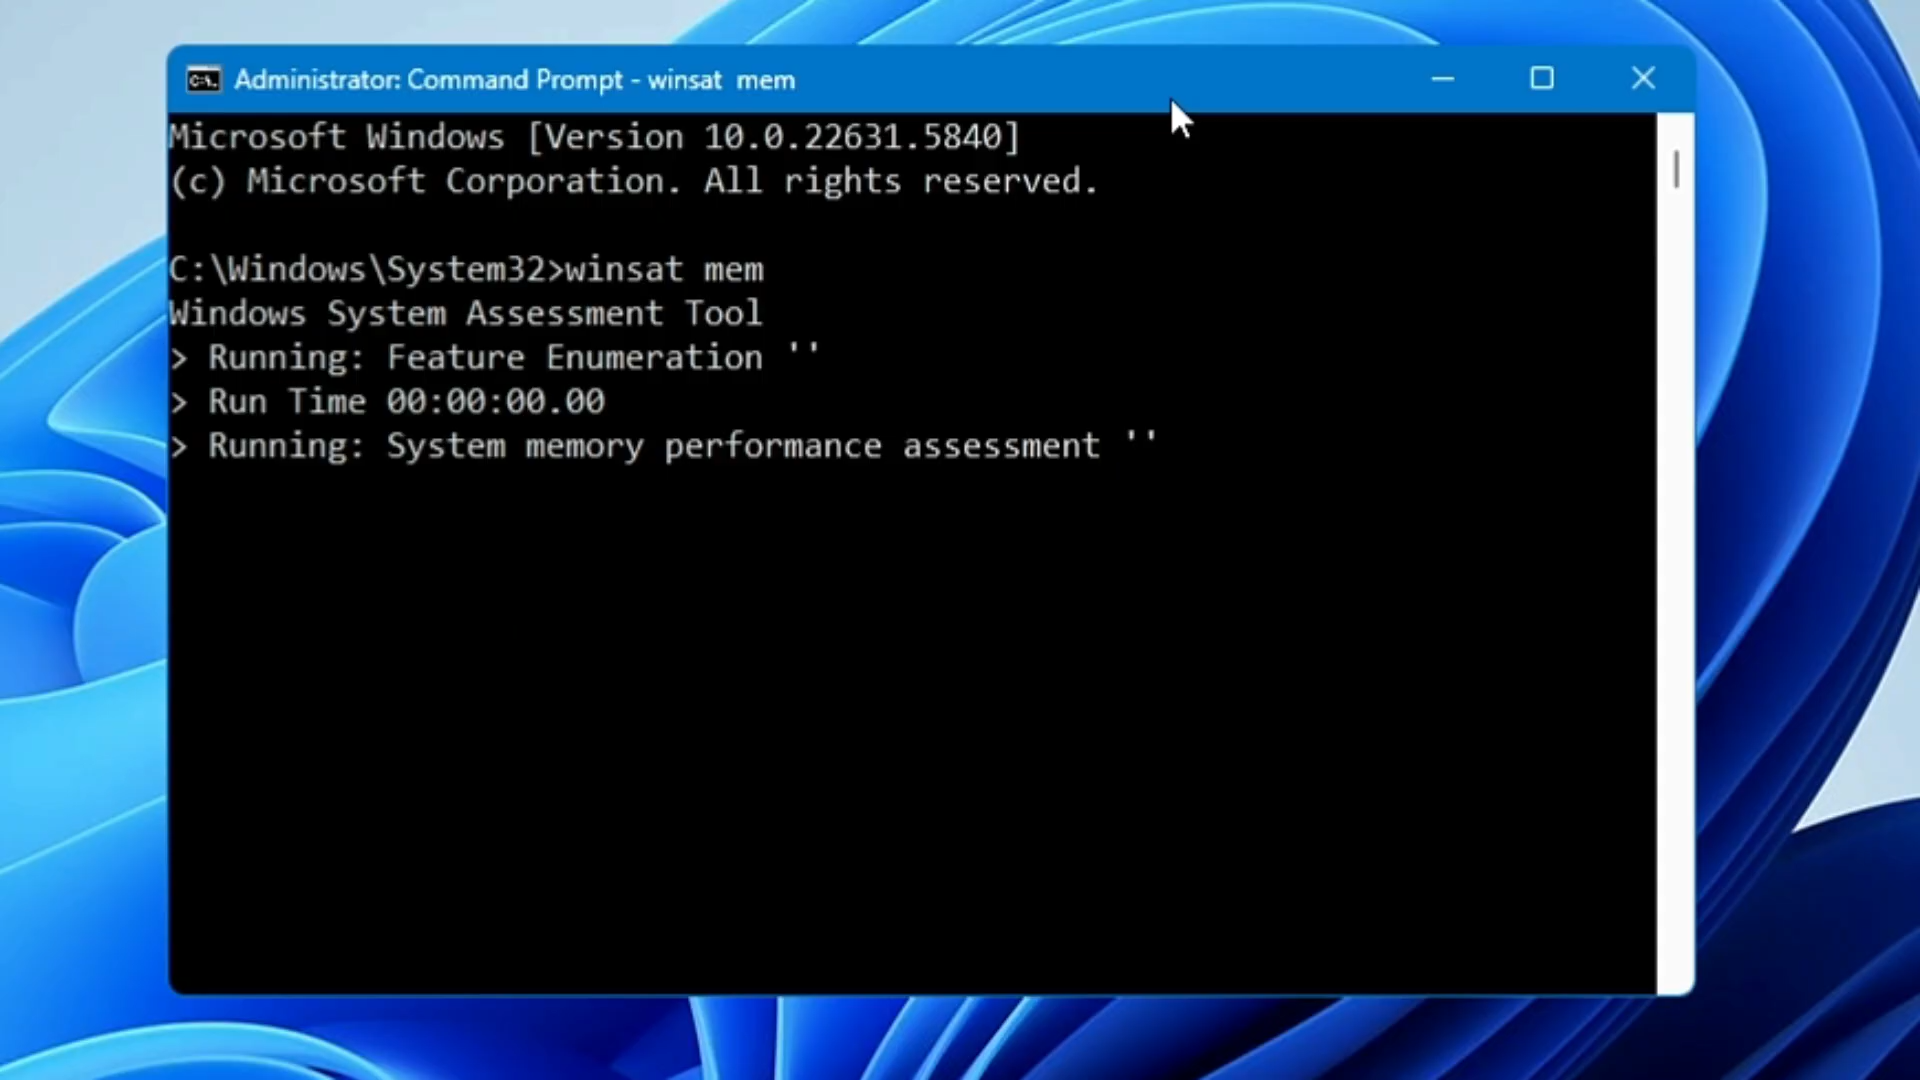 Administrator: Command Prompt - winsat  mem
Microsoft Windows [Version 10.0.22631.5840]
(c) Microsoft Corporation. All rights reserved.
C:\Windows\System32>winsat mem
Windows System Assessment Tool
> Running: Feature Enumeration ''
> Run Time 00:00:00.00
> Running: System memory performance assessment ''